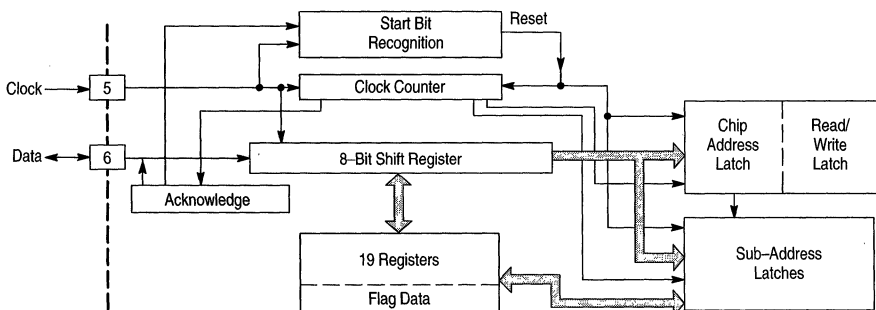 Start Bit
Recognition
Reset
Clock
5
Clock Counter
Data
6
8–Bit Shift Register
Chip
Address
Latch
Read/
Write
Latch
Acknowledge
19 Registers
Flag Data
Sub–Address
Latches